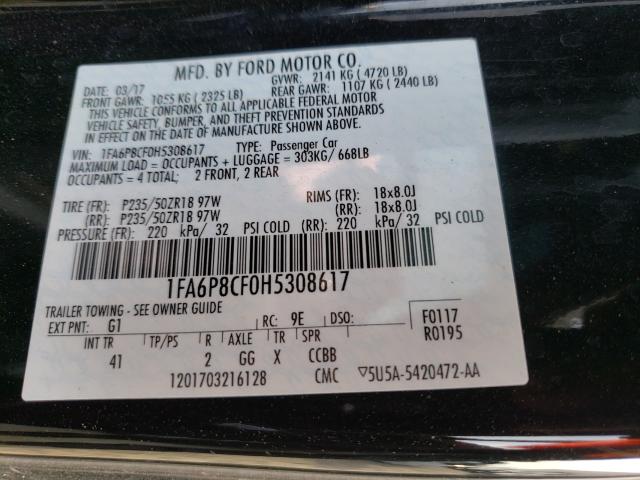 MFD. BY FORD MOTOR CO.
DATE: 03/17 GVWR: 2141 KG ( 4720 LB)
FRONT GAWR: 1055 KG ( 2325 LB) REAR GAWR: 1107 KG ( 2440 LB)
THIS VEHICLE CONFORMS TO ALL APPLICABLE FEDERAL MOTOR
VEHICLE SAFETY, BUMPER, AND THEFT PREVENTION STANDARDS
IN EFFECT ON THE DATE OF MANUFACTURE SHOWN ABOVE.
VIN: 1FA6P8CF0H5308617 TYPE: Passenger Car
MAXIMUM LOAD = OCCUPANTS + LUGGAGE = 303KG/ 668LB
OCCUPANTS = 4 TOTAL; 2 FRONT, 2 REAR
TIRE (FR): P235/50ZR18 97W RIMS (FR): 18x8.0J
(RR): P235/50ZR18 97W (RR): 18x8.0J
PRESSURE (FR): 220 kPa/ 32 PSI COLD (RR): 220 kPa/ 32 PSI COLD
1FA6P8CF0H5308617
TRAILER TOWING - SEE OWNER GUIDE
EXT PNT: G1 RC: 9E DSO: F0117
INT TR TP/PS R AXLE TR SPR R0195
41 2 GG X CCBB
1201703216128 CMC ▽5U5A-5420472-AA